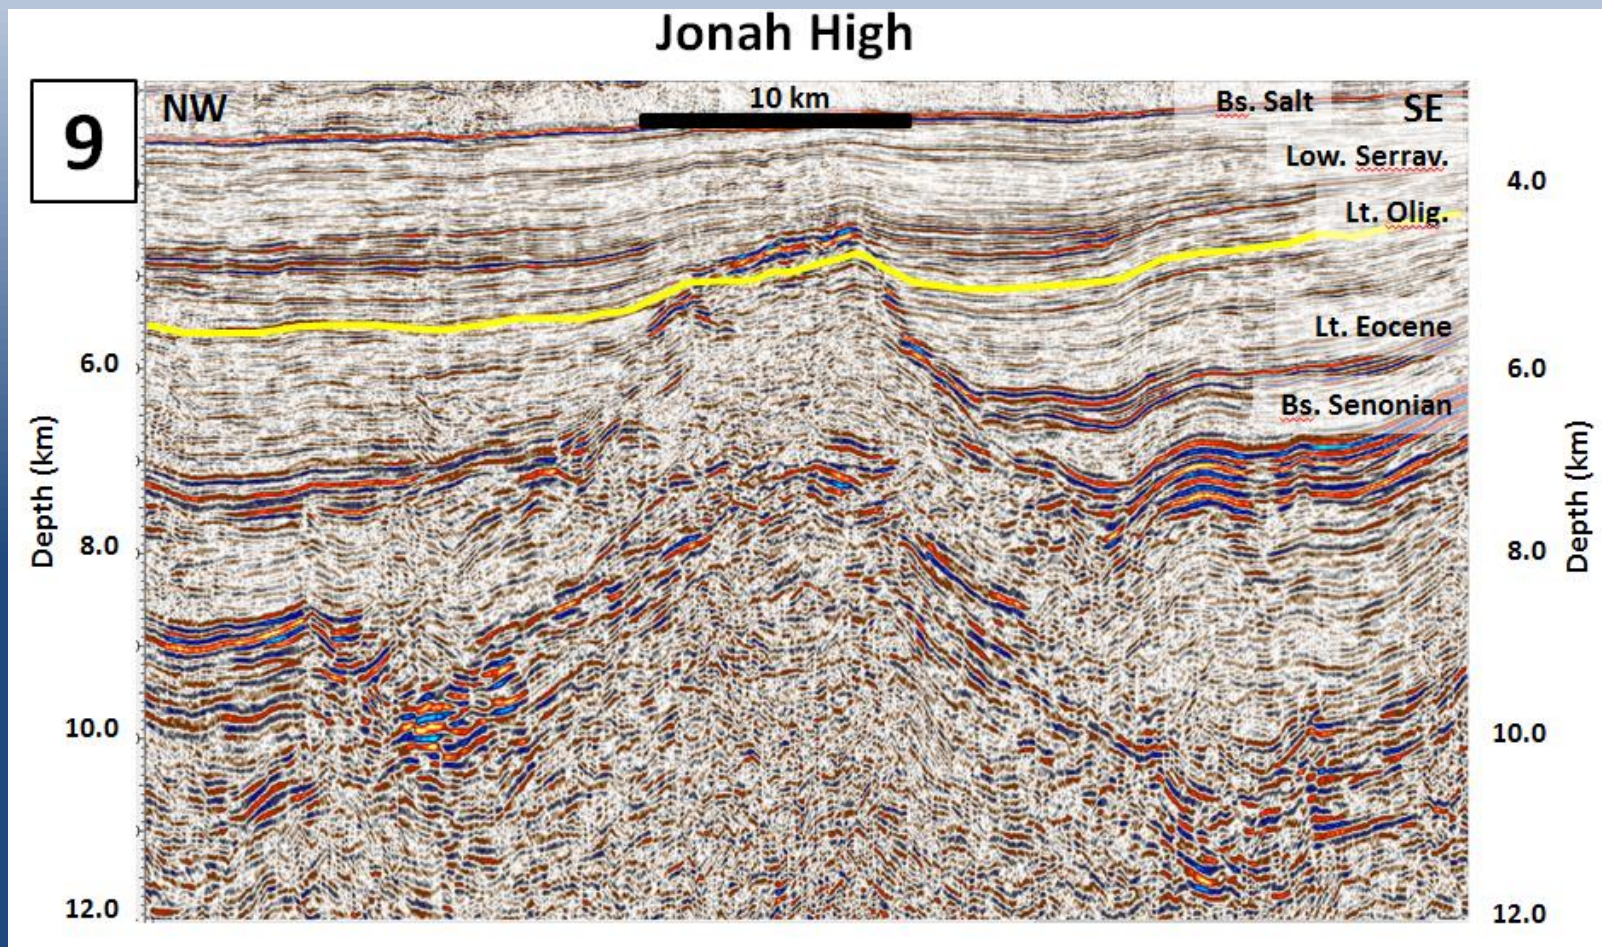 Jonah High
9
NW
10 km
Bs. Salt
SE
Low. Serrav.
4.0
Lt. Olig.
Lt. Eocene
6.0
6.0
Bs. Senonian
Depth (km)
Depth (km)
8.0
8.0
10.0
10.0
12.0
12.0